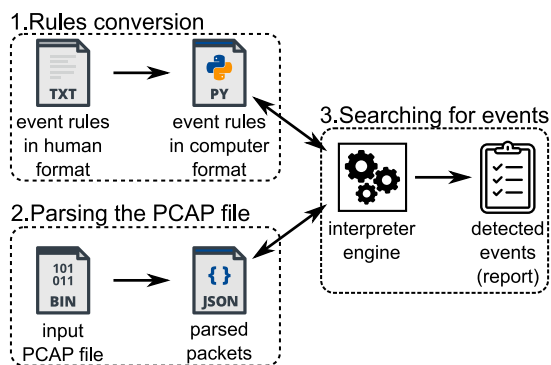 1.Rules conversion
TXT
PY
event rules
in human
format
event rules
in computer
format
2.Parsing the PCAP file
101
011
BIN
{ }
JSON
input
PCAP file
parsed
packets
3.Searching for events
interpreter
engine
detected
events
(report)